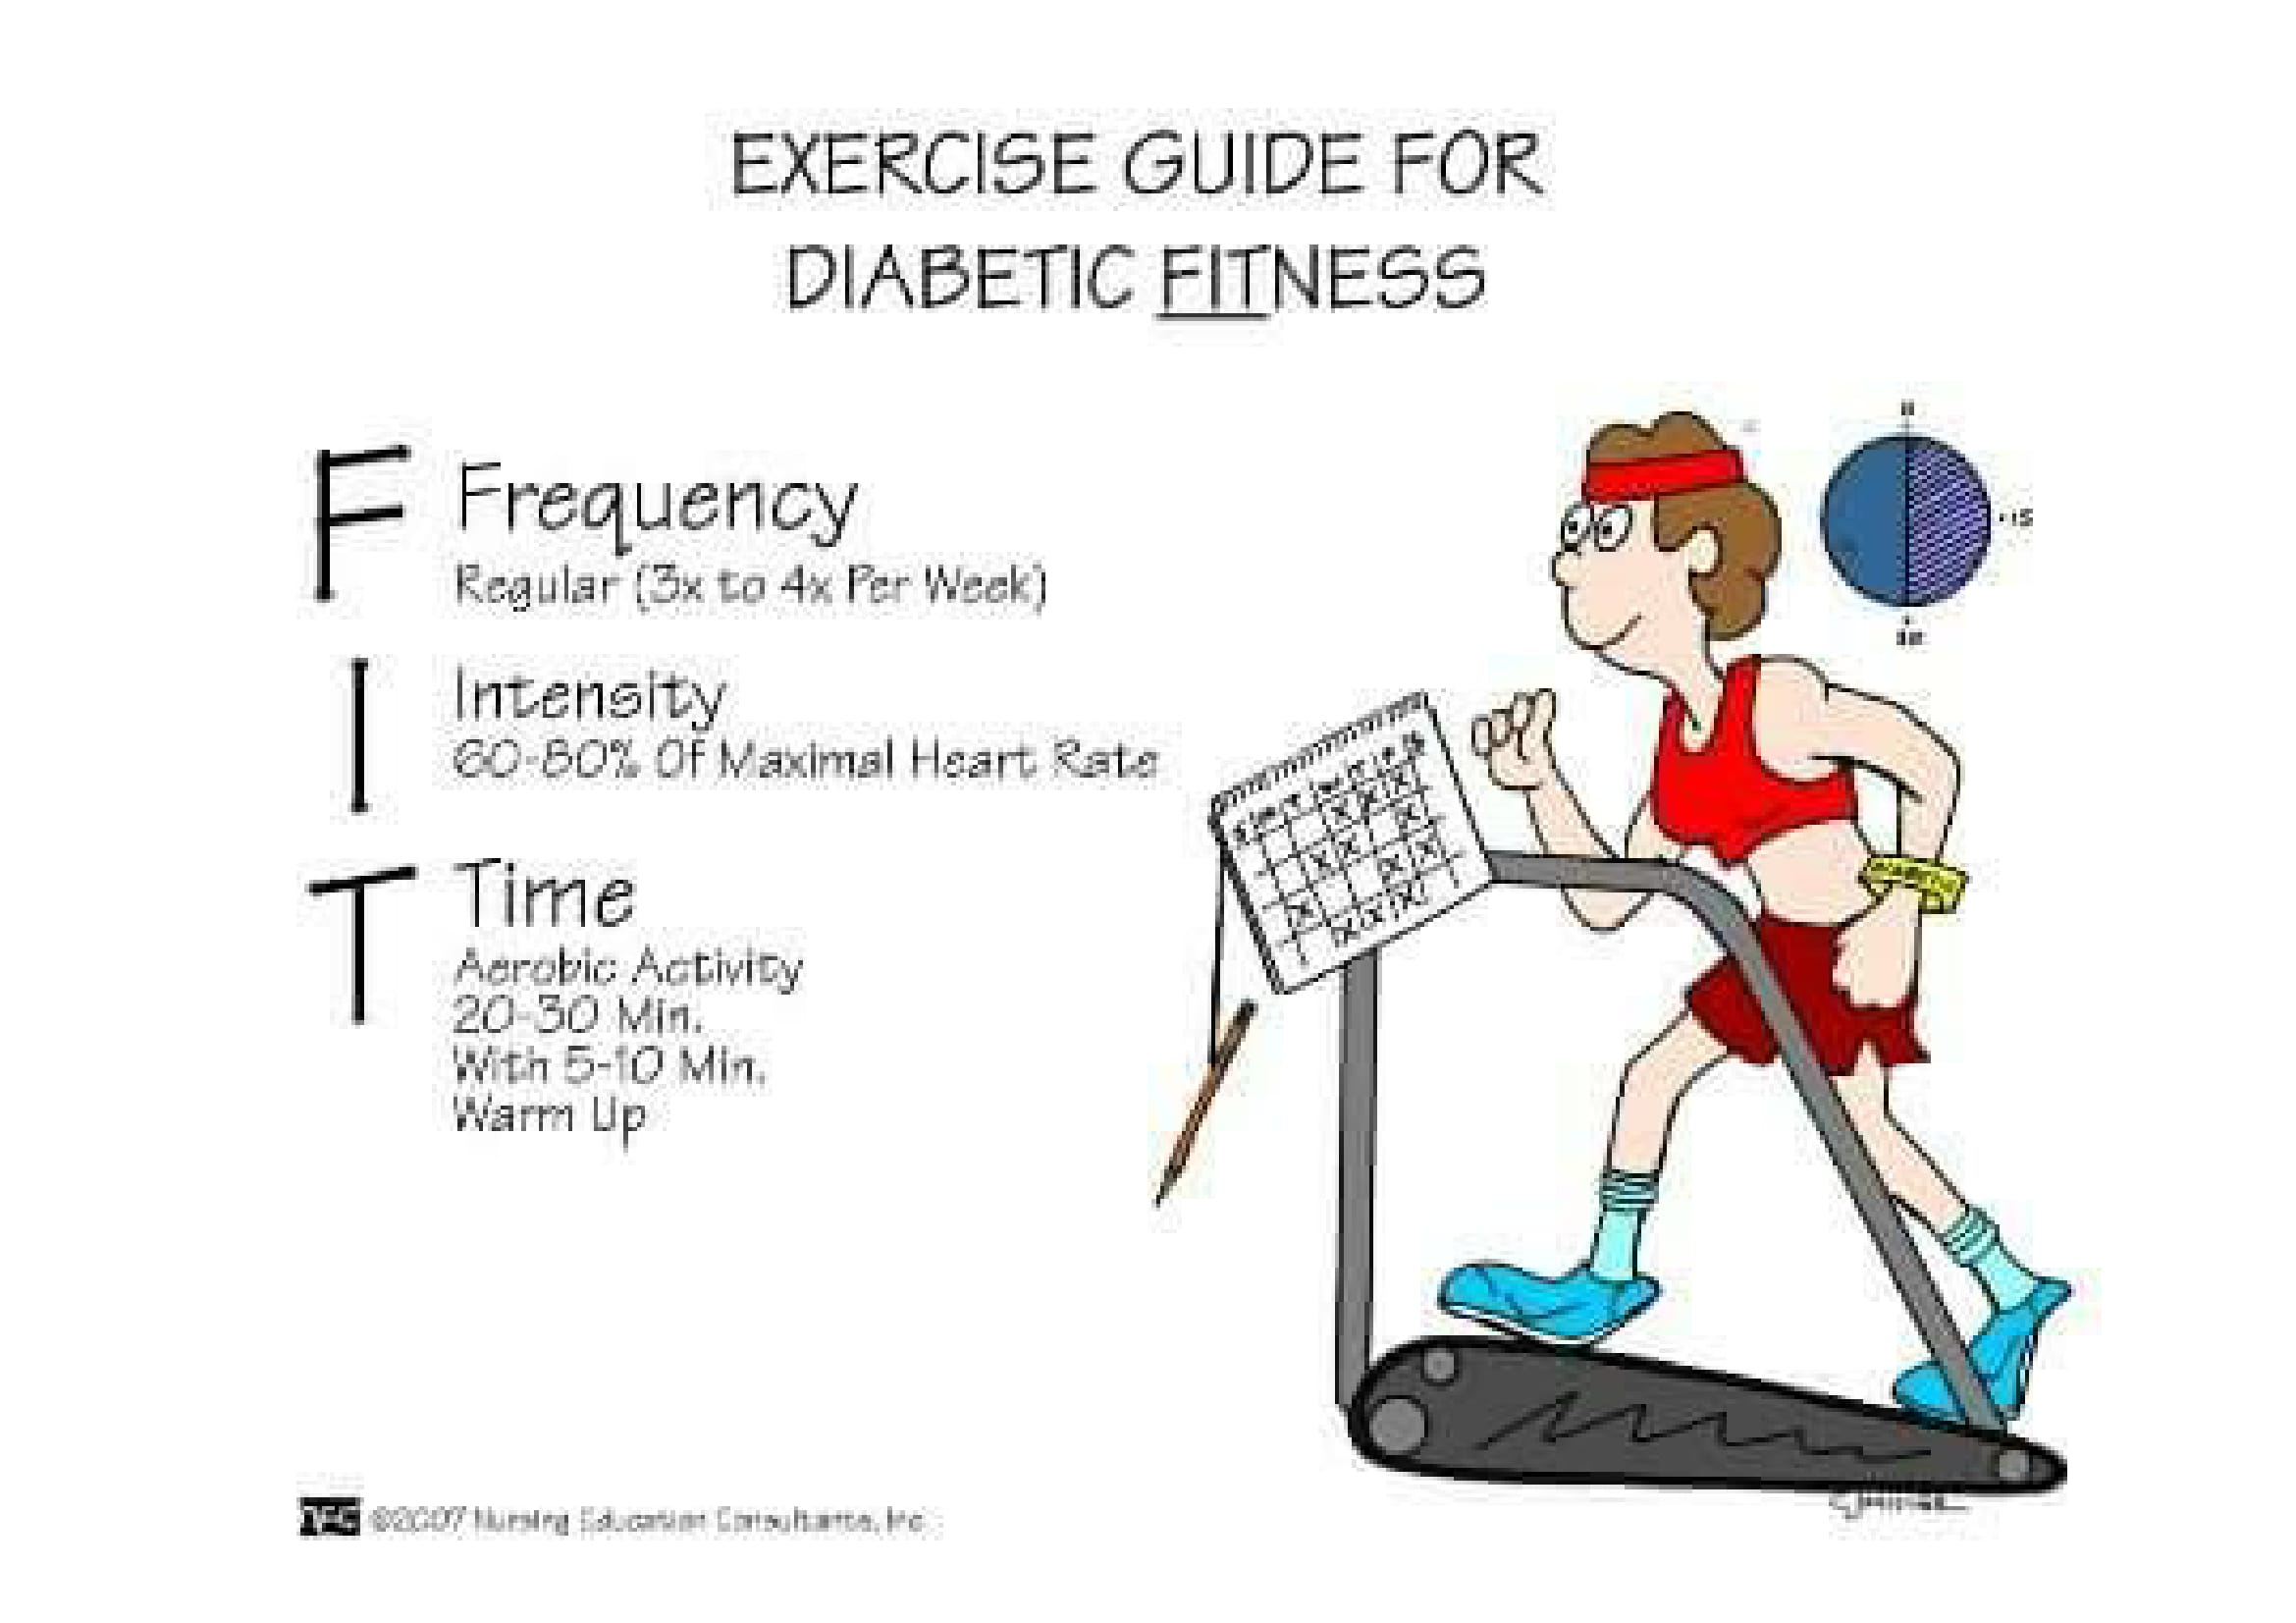 EXERCISE GUIDE FOR
DIABETIC FITNESS
F
Frequency
Regular (3x to 4x Per Week)
I
Intensity
60-80% Of Maximal Heart Rate
T
Time
Aerobic Activity
20-30 Min.
With 5-10 Min.
Warm Up
15
©2007 Nursing Education Consultants, Inc.